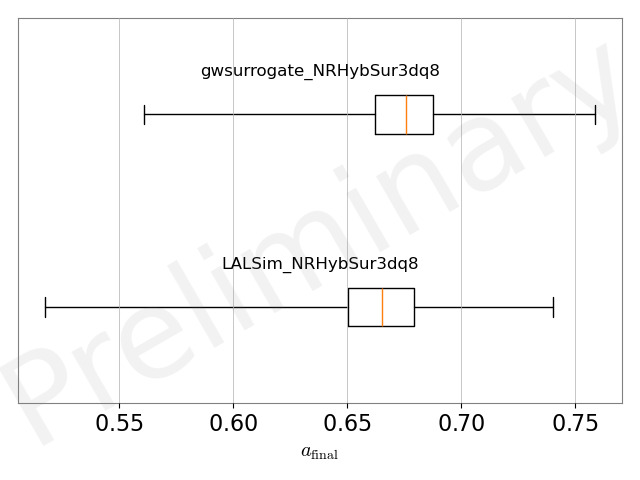 gwsurrogate_NRHybSur3dq8
Preliminary
LALSim_NRHybSur3dq8
0.55 0.60 0.65 0.70 0.75
a_final